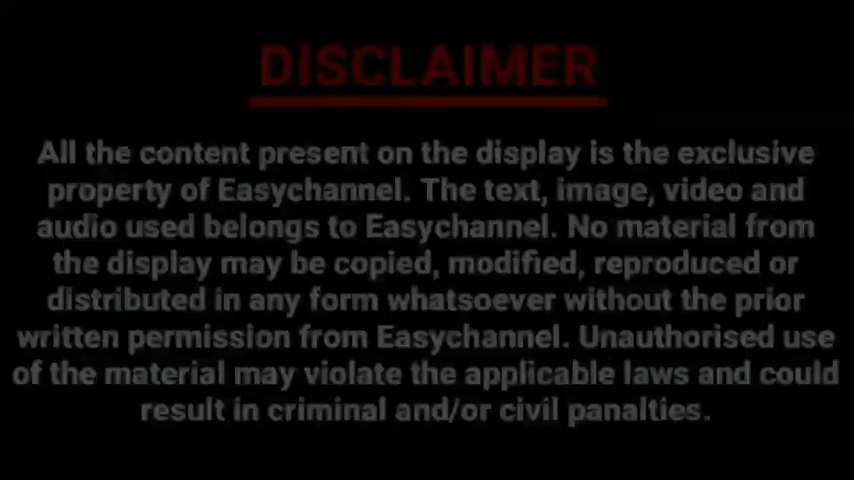 DISCLAIMER
All the content present on the display is the exclusive
property of Easychannel. The text, image, video and
audio used belongs to Easychannel. No material from
the display may be copied, modified, reproduced or
distributed in any form whatsoever without the prior
written permission from Easychannel. Unauthorised use
of the material may violate the applicable laws and could
result in criminal and/or civil panalties.